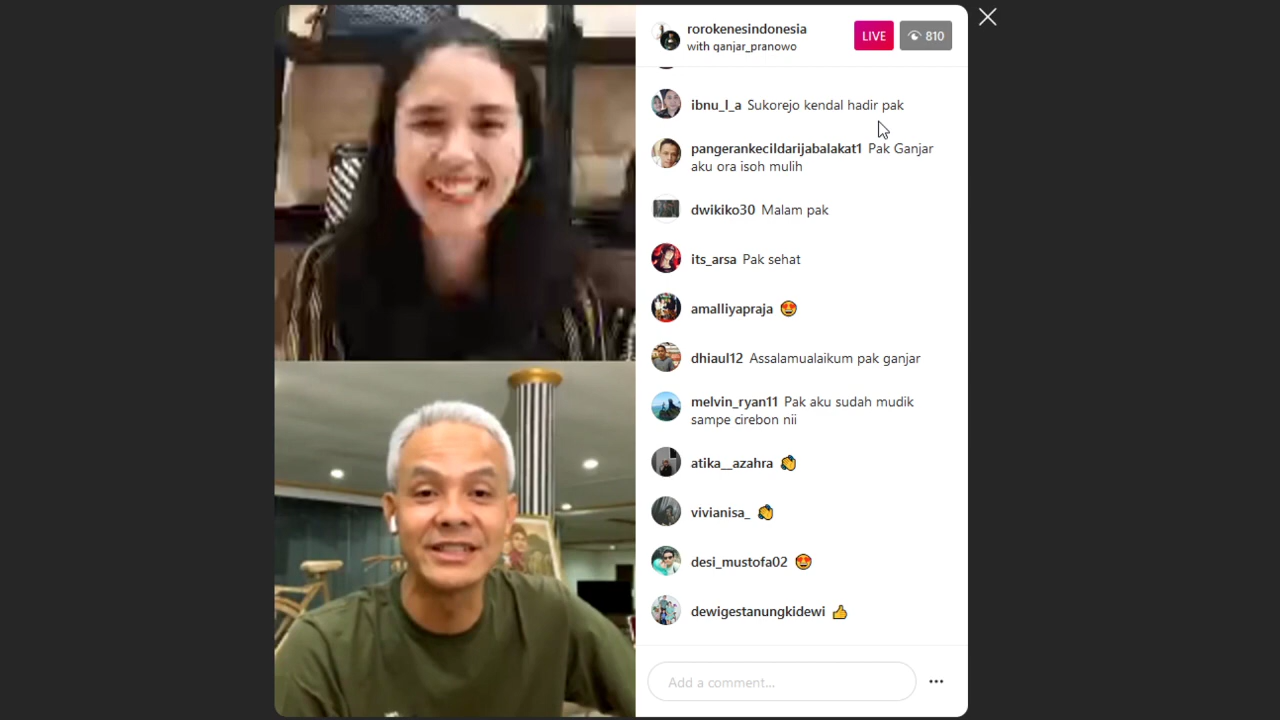 rorokenesindonesia
with ganjar_pranowo
LIVE
810
ibnu_l_a Sukorejo kendal hadir pak
pangerankecildarijabalakat1 Pak Ganjar
aku ora isoh mulih
dwikiko30 Malam pak
its_arsa Pak sehat
amalliyapraja 😍
dhiaul12 Assalamualaikum pak ganjar
melvin_ryan11 Pak aku sudah mudik
sampe cirebon nii
atika__azahra 👏
vivianisa_ 👏
desi_mustofa02 😍
dewigestanungkidewi 👍
Add a comment...